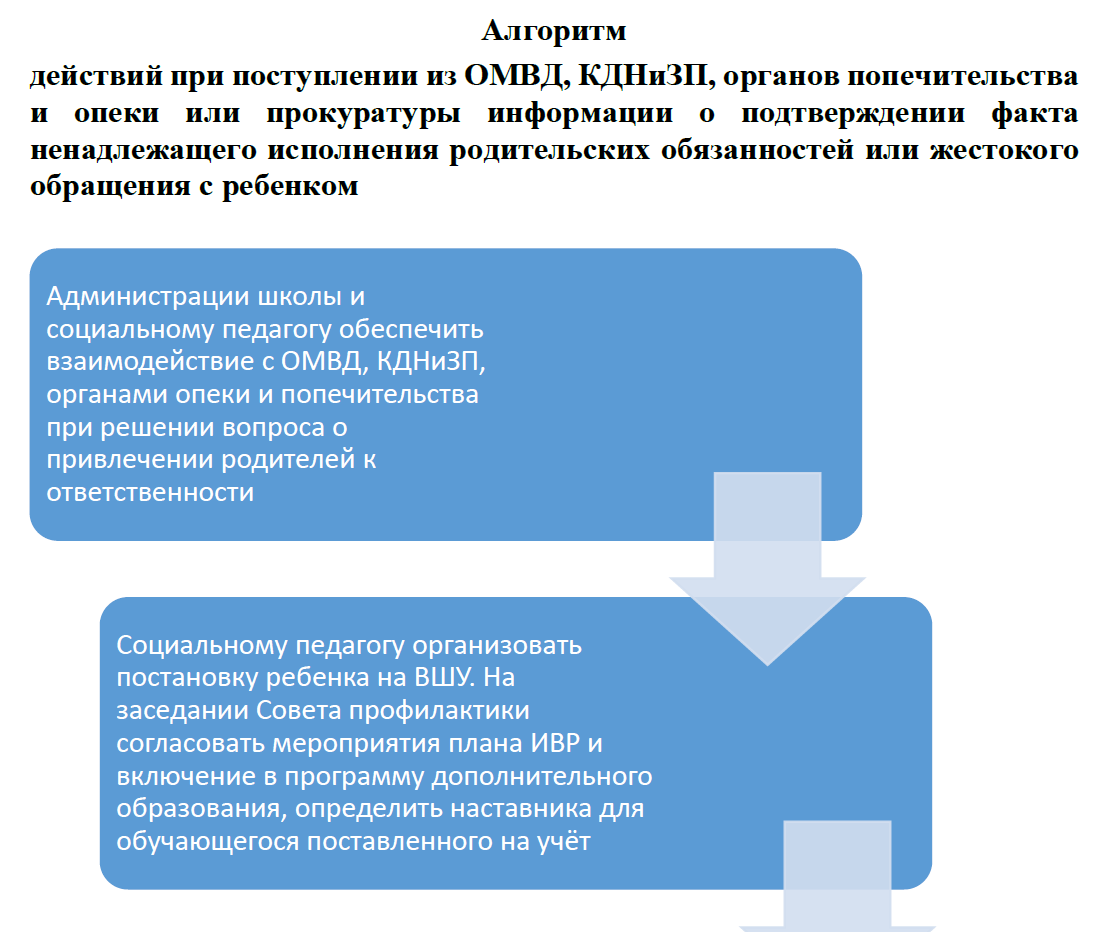 Алгоритм
действий при поступлении из ОМВД, КДНиЗП, органов попечительства
и опеки или прокуратуры информации о подтверждении факта
ненадлежащего исполнения родительских обязанностей или жестокого
обращения с ребенком
Администрации школы и
социальному педагогу обеспечить
взаимодействие с ОМВД, КДНиЗП,
органами опеки и попечительства
при решении вопроса о
привлечении родителей к
ответственности
Социальному педагогу организовать
постановку ребенка на ВШУ. На
заседании Совета профилактики
согласовать мероприятия плана ИВР и
включение в программу дополнительного
образования, определить наставника для
обучающегося поставленного на учёт